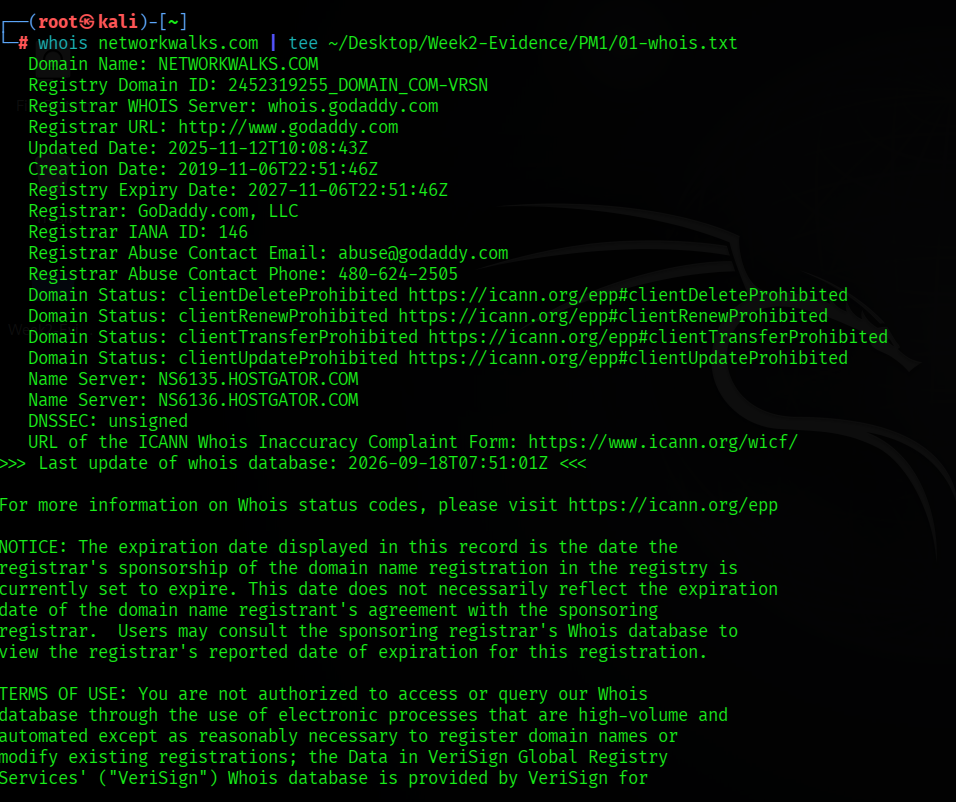 ┌──(root㉿kali)-[~]
└─# whois networkwalks.com | tee ~/Desktop/Week2-Evidence/PM1/01-whois.txt
Domain Name: NETWORKWALKS.COM
Registry Domain ID: 2452319255_DOMAIN_COM-VRSN
Registrar WHOIS Server: whois.godaddy.com
Registrar URL: http://www.godaddy.com
Updated Date: 2025-11-12T10:08:43Z
Creation Date: 2019-11-06T22:51:46Z
Registry Expiry Date: 2027-11-06T22:51:46Z
Registrar: GoDaddy.com, LLC
Registrar IANA ID: 146
Registrar Abuse Contact Email: abuse@godaddy.com
Registrar Abuse Contact Phone: 480-624-2505
Domain Status: clientDeleteProhibited https://icann.org/epp#clientDeleteProhibited
Domain Status: clientRenewProhibited https://icann.org/epp#clientRenewProhibited
Domain Status: clientTransferProhibited https://icann.org/epp#clientTransferProhibited
Domain Status: clientUpdateProhibited https://icann.org/epp#clientUpdateProhibited
Name Server: NS6135.HOSTGATOR.COM
Name Server: NS6136.HOSTGATOR.COM
DNSSEC: unsigned
URL of the ICANN Whois Inaccuracy Complaint Form: https://www.icann.org/wicf/
>>> Last update of whois database: 2026-09-18T07:51:01Z <<<
For more information on Whois status codes, please visit https://icann.org/epp
NOTICE: The expiration date displayed in this record is the date the
registrar's sponsorship of the domain name registration in the registry is
currently set to expire. This date does not necessarily reflect the expiration
date of the domain name registrant's agreement with the sponsoring
registrar.  Users may consult the sponsoring registrar's Whois database to
view the registrar's reported date of expiration for this registration.
TERMS OF USE: You are not authorized to access or query our Whois
database through the use of electronic processes that are high-volume and
automated except as reasonably necessary to register domain names or
modify existing registrations; the Data in VeriSign Global Registry
Services' ("VeriSign") Whois database is provided by VeriSign for